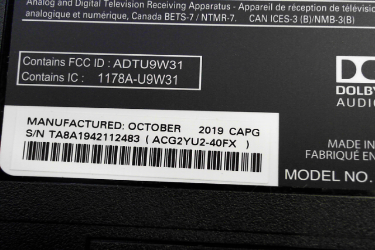 Analog and Digital Television Receiving Apparatus - Appareil de réception de télévision
analogique et numérique, Canada BETS-7 / NTMR-7. CAN ICES-3 (B)/NMB-3(B)
Contains FCC ID : ADTU9W31
Contains IC : 1178A-U9W31
DOLBY
AUDIO
MANUFACTURED: OCTOBER 2019 CAPG
S/N TA8A1942112483 ( ACG2YU2-40FX )
MADE IN
FABRIQUÉ EN
MODEL NO.